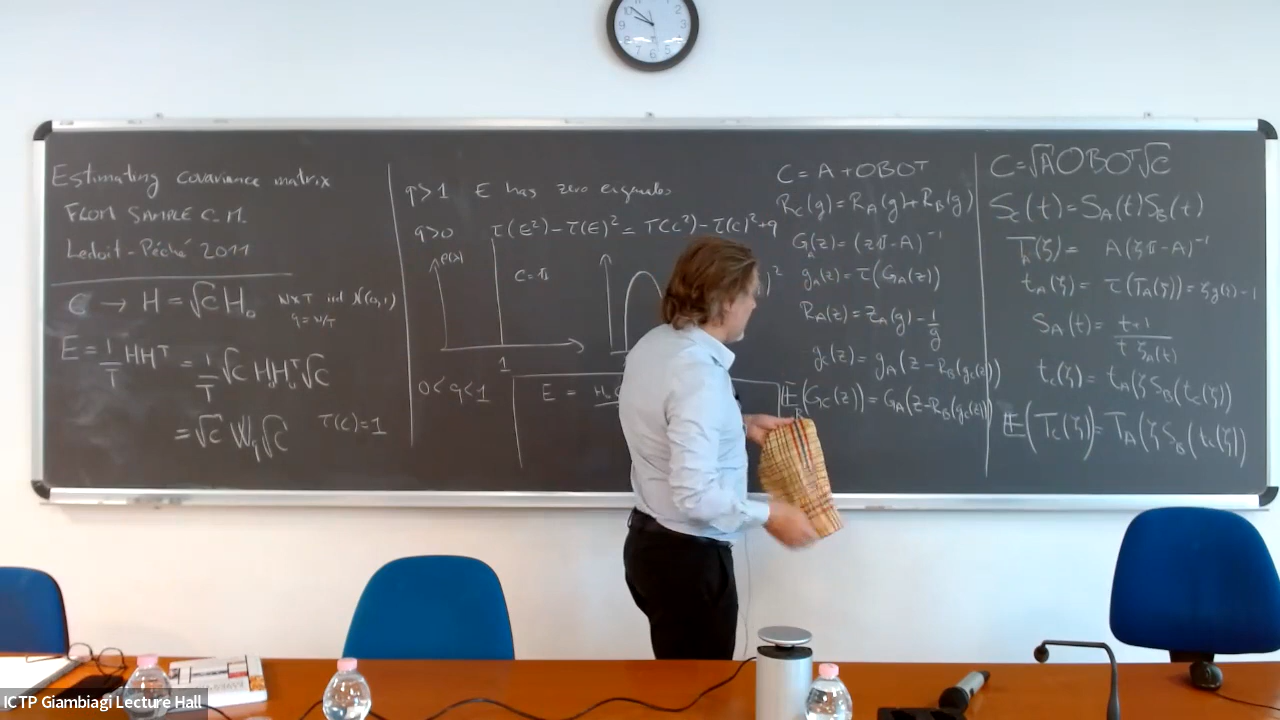 Estimating covariance matrix
FROM SAMPLE C.M.
Ledoit-Péché 2011
C → H = √C H₀ N×T iid N(0,1)
q = N/T
E = 1/T HHᵀ = 1/T √C H₀H₀ᵀ √C
= √C W_q √C τ(C)=1
q>1 E has zero eigenvalues
q>0 τ(E²) - τ(E)² = τ(C²) - τ(C)² + q
ρ(λ)
C = 𝟙
1
)²
0<q<1
E =
C = A + OBOᵀ
R_C(g) = R_A(g) + R_B(g)
G_A(z) = (z𝟙 - A)⁻¹
g_A(z) = τ(G_A(z))
R_A(z) = z_A(g) - 1/g
g_C(z) = g_A(z - R_B(g_C(z)))
𝔼(G_C(z)) = G_A(z - R_B(g_C(z)))
C = √A OBOᵀ √C
S_C(t) = S_A(t) S_B(t)
T_A(ζ) = A(ζ𝟙 - A)⁻¹
t_A(ζ) = τ(T_A(ζ)) = ζg(ζ) - 1
S_A(t) = t+1 / t ζ_A(t)
t_C(ζ) = t_A(ζ S_B(t_C(ζ))
𝔼(T_C(ζ)) = T_A(ζ S_B(t_C(ζ))
ICTP Giambiagi Lecture Hall